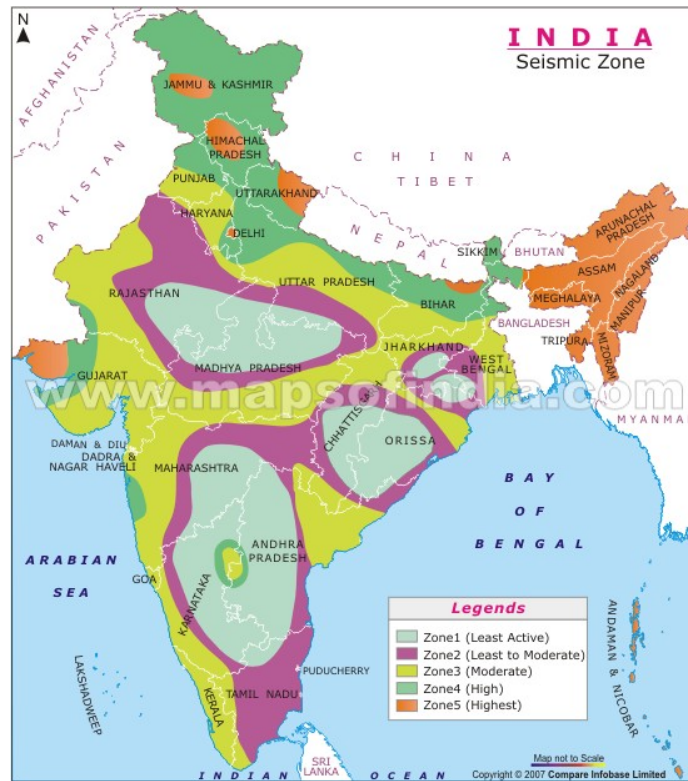 N
INDIA
Seismic Zone
AFGHANISTAN
JAMMU & KASHMIR
PAKISTAN
HIMACHAL
PRADESH
CHINA
TIBET
PUNJAB
UTTARAKHAND
HARYANA
DELHI
NEPAL
SIKKIM
BHUTAN
ARUNACHAL
PRADESH
ASSAM
NAGALAND
MEGHALAYA
MANIPUR
RAJASTHAN
UTTAR PRADESH
BIHAR
BANGLADESH
TRIPURA
MIZORAM
JHARKHAND
WEST
BENGAL
MADHYA PRADESH
GUJARAT
www.mapsofindia.com
CHHATTISGARH
MYANMAR
ORISSA
DAMAN & DIU
DADRA &
NAGAR HAVELI
MAHARASHTRA
BAY
OF
BENGAL
ARABIAN
SEA
ANDHRA
PRADESH
GOA
KARNATAKA
Legends
Zone1 (Least Active)
Zone2 (Least to Moderate)
Zone3 (Moderate)
Zone4 (High)
Zone5 (Highest)
ANDAMAN & NICOBAR
LAKSHADWEEP
PUDUCHERRY
TAMIL NADU
KERALA
SRI
LANKA
INDIAN OCEAN
Map not to Scale
Copyright © 2007 Compare Infobase Limited